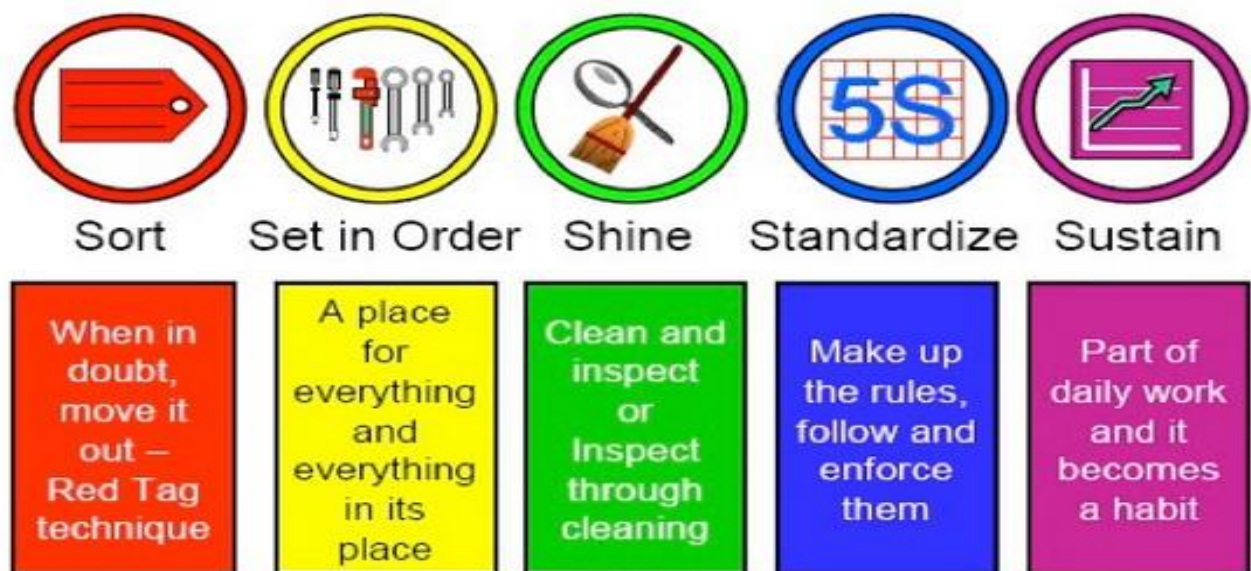 5S
Sort
Set in Order
Shine
Standardize
Sustain
When in
doubt,
move it
out –
Red Tag
technique
A place
for
everything
and
everything
in its
place
Clean and
inspect
or
Inspect
through
cleaning
Make up
the rules,
follow and
enforce
them
Part of
daily work
and it
becomes
a habit